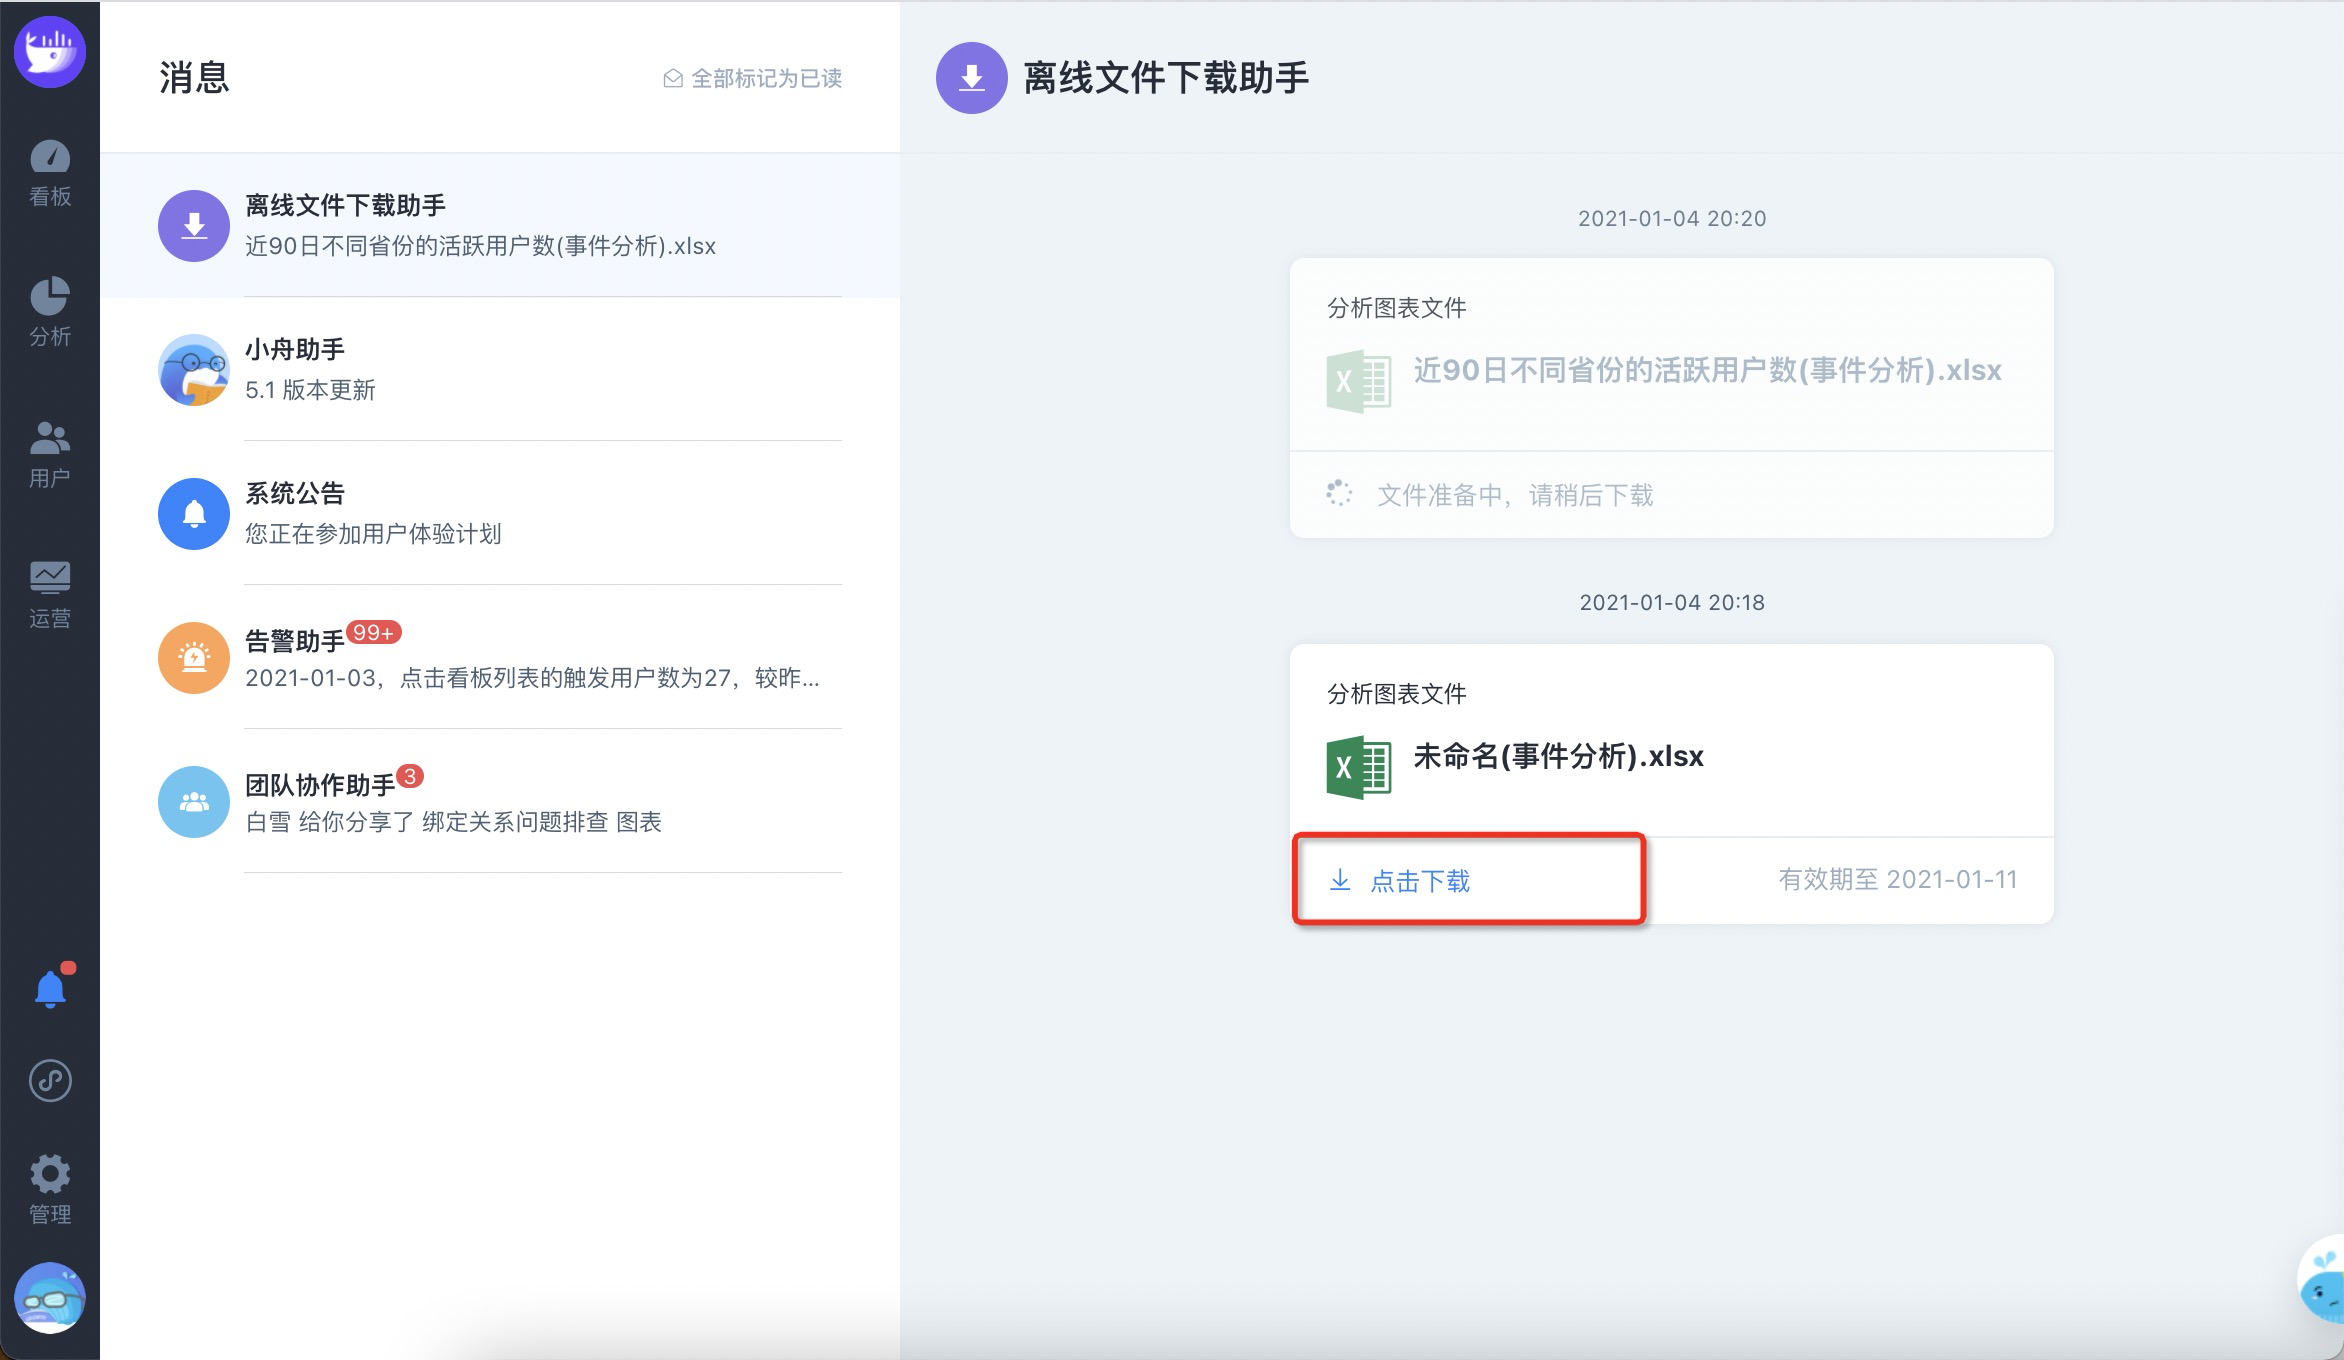 看板
分析
用户
运营
管理
消息
全部标记为已读
离线文件下载助手
近90日不同省份的活跃用户数(事件分析).xlsx
小舟助手
5.1 版本更新
系统公告
您正在参加用户体验计划
告警助手
99+
2021-01-03，点击看板列表的触发用户数为27，较昨...
团队协作助手
3
白雪 给你分享了 绑定关系问题排查 图表
离线文件下载助手
2021-01-04 20:20
分析图表文件
近90日不同省份的活跃用户数(事件分析).xlsx
文件准备中，请稍后下载
2021-01-04 20:18
分析图表文件
未命名(事件分析).xlsx
点击下载
有效期至 2021-01-11